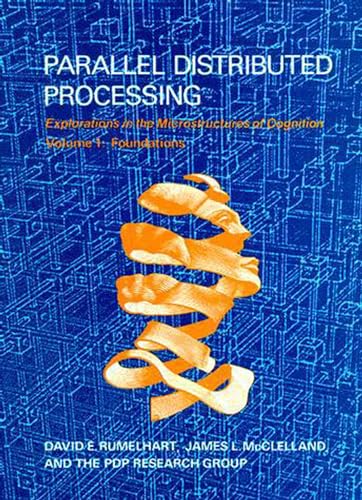 PARALLEL DISTRIBUTED
PROCESSING
Explorations in the Microstructures of Cognition
Volume 1: Foundations
DAVID E. RUMELHART, JAMES L. McCLELLAND,
AND THE PDP RESEARCH GROUP